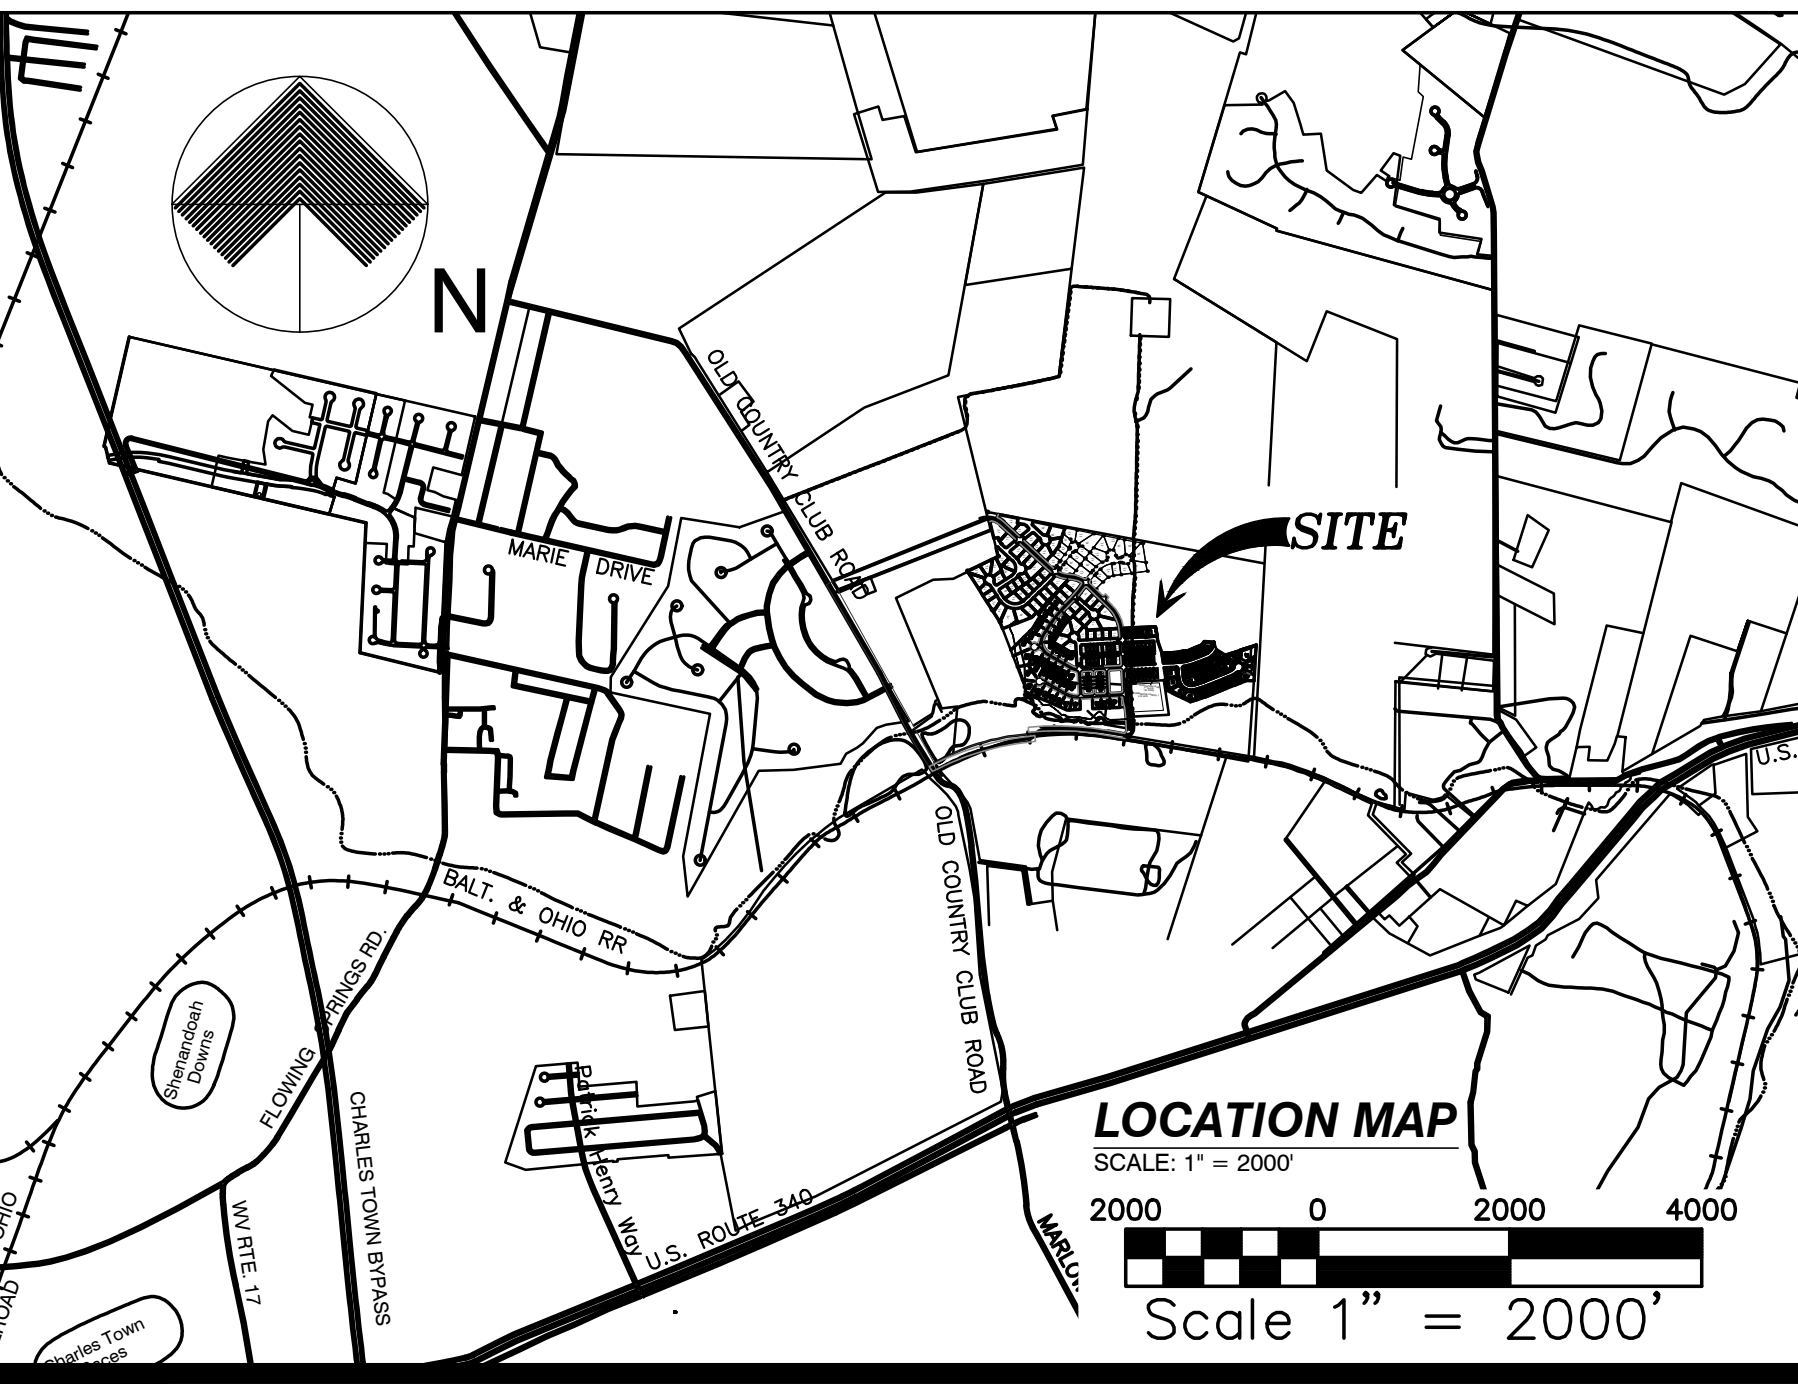 N
OLD COUNTRY CLUB ROAD
SITE
MARIE DRIVE
U.S.
OLD COUNTRY CLUB ROAD
BALT. & OHIO RR
FLOWING SPRINGS RD.
Shenandoah
Downs
Patrick Henry Way
CHARLES TOWN BYPASS
WV RTE. 17
U.S. ROUTE 340
OHIO
Charles Town
LOCATION MAP
SCALE: 1" = 2000'
2000 0 2000 4000
Scale 1" = 2000'